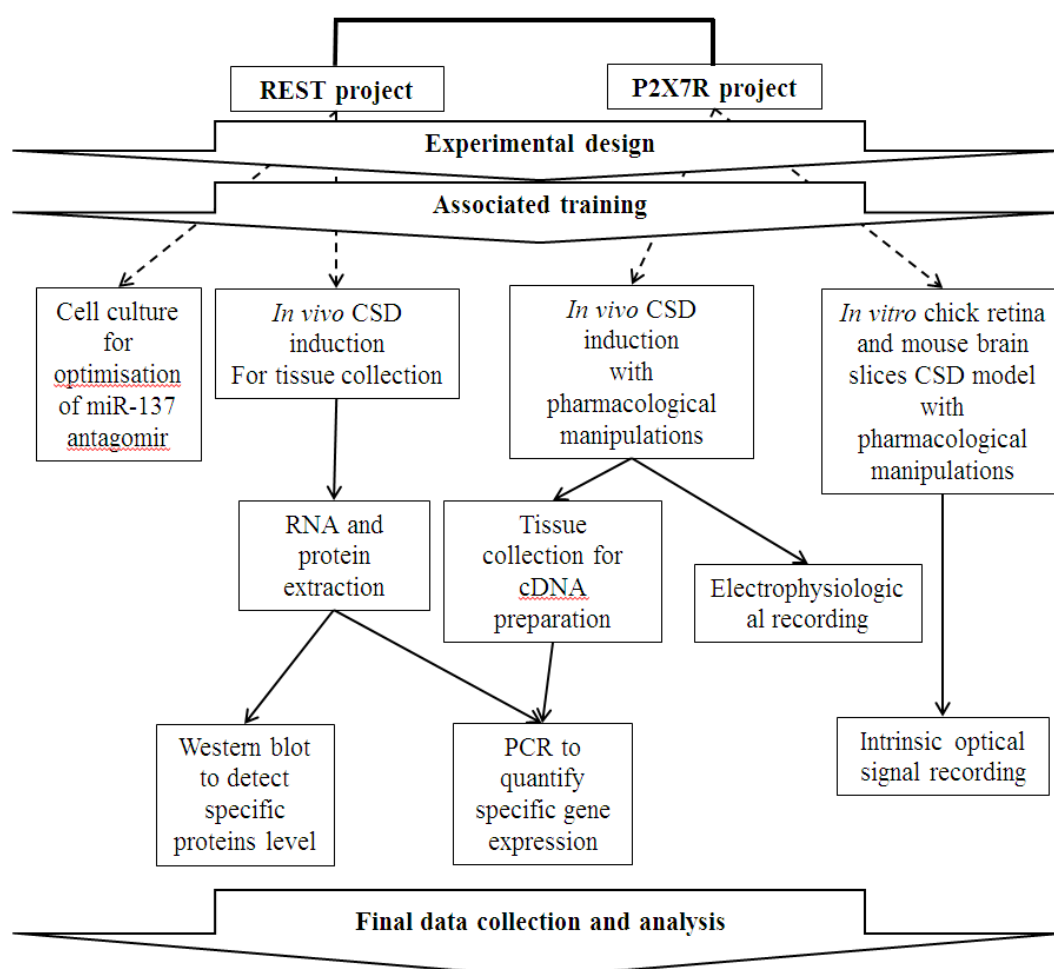 REST project
P2X7R project
Experimental design
Associated training
Cell culture
for
optimisation
of miR-137
antagomir
In vivo CSD
induction
For tissue collection
In vivo CSD
induction
with
pharmacological
manipulations
In vitro chick retina
and mouse brain
slices CSD model
with
pharmacological
manipulations
RNA and
protein
extraction
Tissue
collection for
cDNA
preparation
Electrophysiologic
al recording
Western blot
to detect
specific
proteins level
PCR to
quantify
specific gene
expression
Intrinsic optical
signal recording
Final data collection and analysis